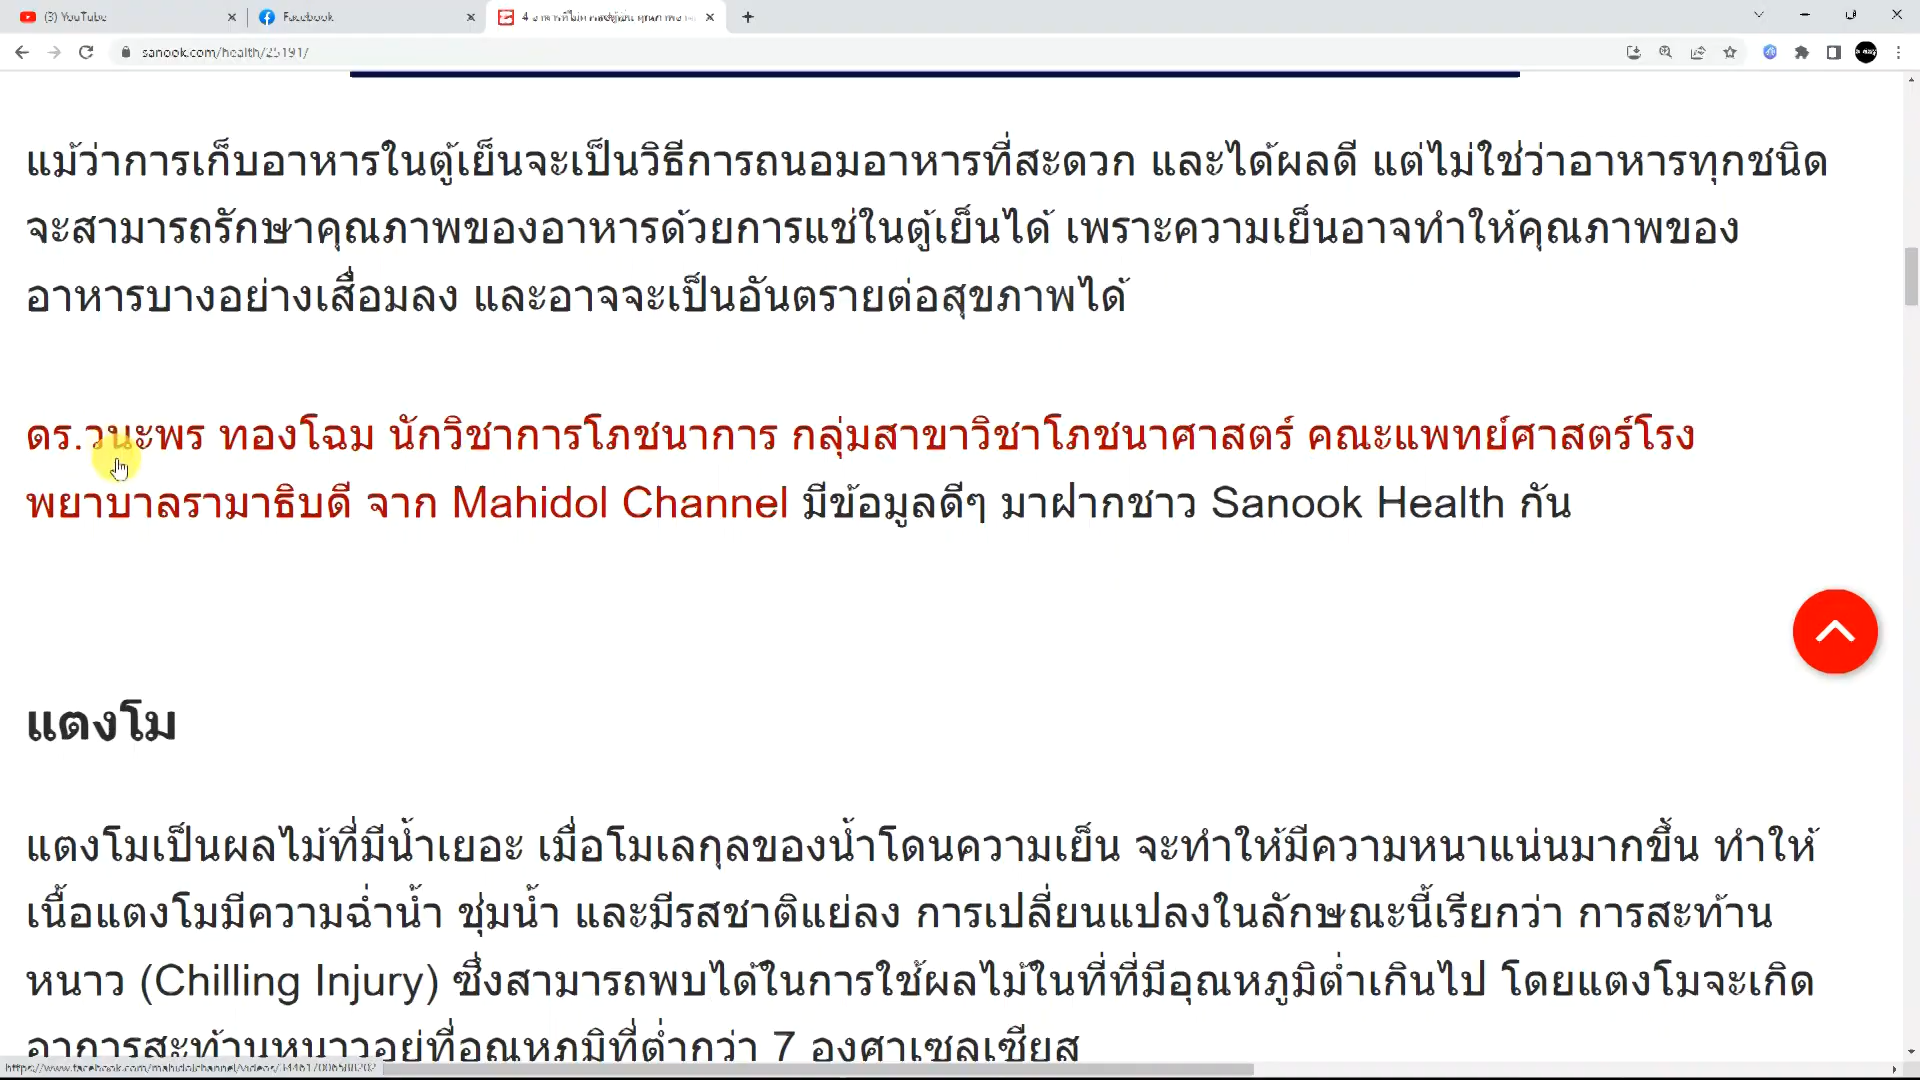 (3) YouTube
Facebook
sanook.com/health/25191/
แม้ว่าการเก็บอาหารในตู้เย็นจะเป็นวิธีการถนอมอาหารที่สะดวก และได้ผลดี แต่ไม่ใช่ว่าอาหารทุกชนิด
จะสามารถรักษาคุณภาพของอาหารด้วยการแช่ในตู้เย็นได้ เพราะความเย็นอาจทำให้คุณภาพของ
อาหารบางอย่างเสื่อมลง และอาจจะเป็นอันตรายต่อสุขภาพได้
ดร.วนะพร ทองโฉม นักวิชาการโภชนาการ กลุ่มสาขาวิชาโภชนาศาสตร์ คณะแพทย์ศาสตร์โรง
พยาบาลรามาธิบดี จาก Mahidol Channel มีข้อมูลดีๆ มาฝากชาว Sanook Health กัน
แตงโม
แตงโมเป็นผลไม้ที่มีน้ำเยอะ เมื่อโมเลกุลของน้ำโดนความเย็น จะทำให้มีความหนาแน่นมากขึ้น ทำให้
เนื้อแตงโมมีความฉ่ำน้ำ ชุ่มน้ำ และมีรสชาติแย่ลง การเปลี่ยนแปลงในลักษณะนี้เรียกว่า การสะท้าน
หนาว (Chilling Injury) ซึ่งสามารถพบได้ในการใช้ผลไม้ในที่ที่มีอุณหภูมิต่ำเกินไป โดยแตงโมจะเกิด
อาการสะท้านหนาวอยู่ที่อุณหภูมิที่ต่ำกว่า 7 องศาเซลเซียส
https://www.facebook.com/mahidolchannel/videos/344617006588202